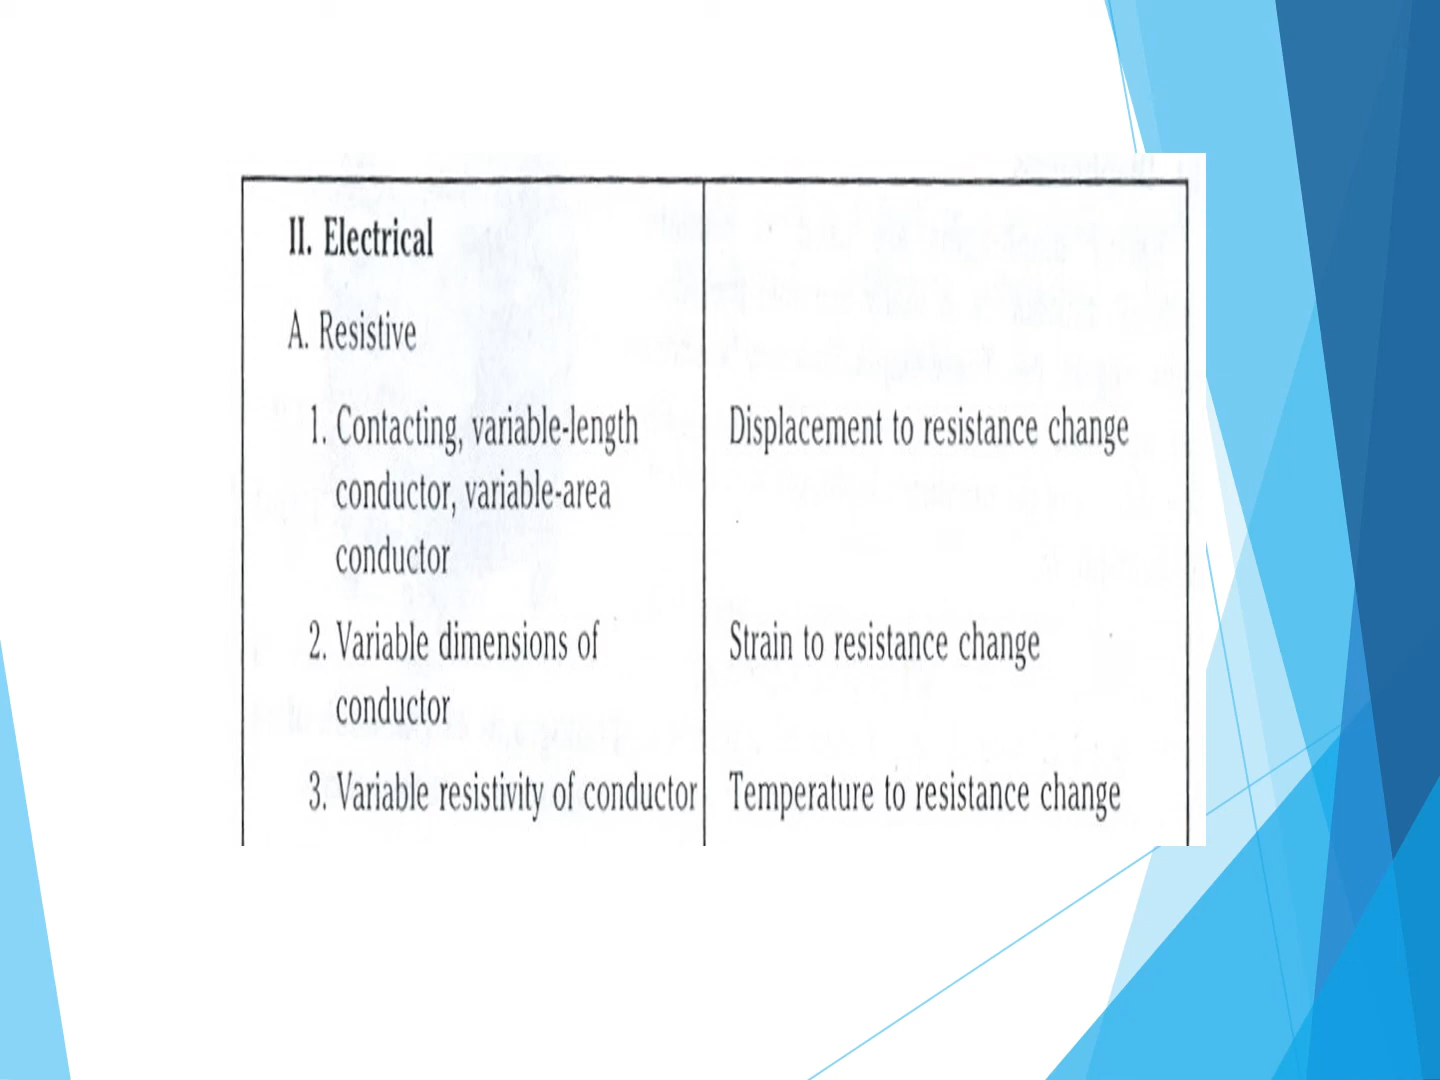 II. Electrical
A. Resistive
1. Contacting, variable-length
conductor, variable-area
conductor
Displacement to resistance change
2. Variable dimensions of
conductor
Strain to resistance change
3. Variable resistivity of conductor
Temperature to resistance change